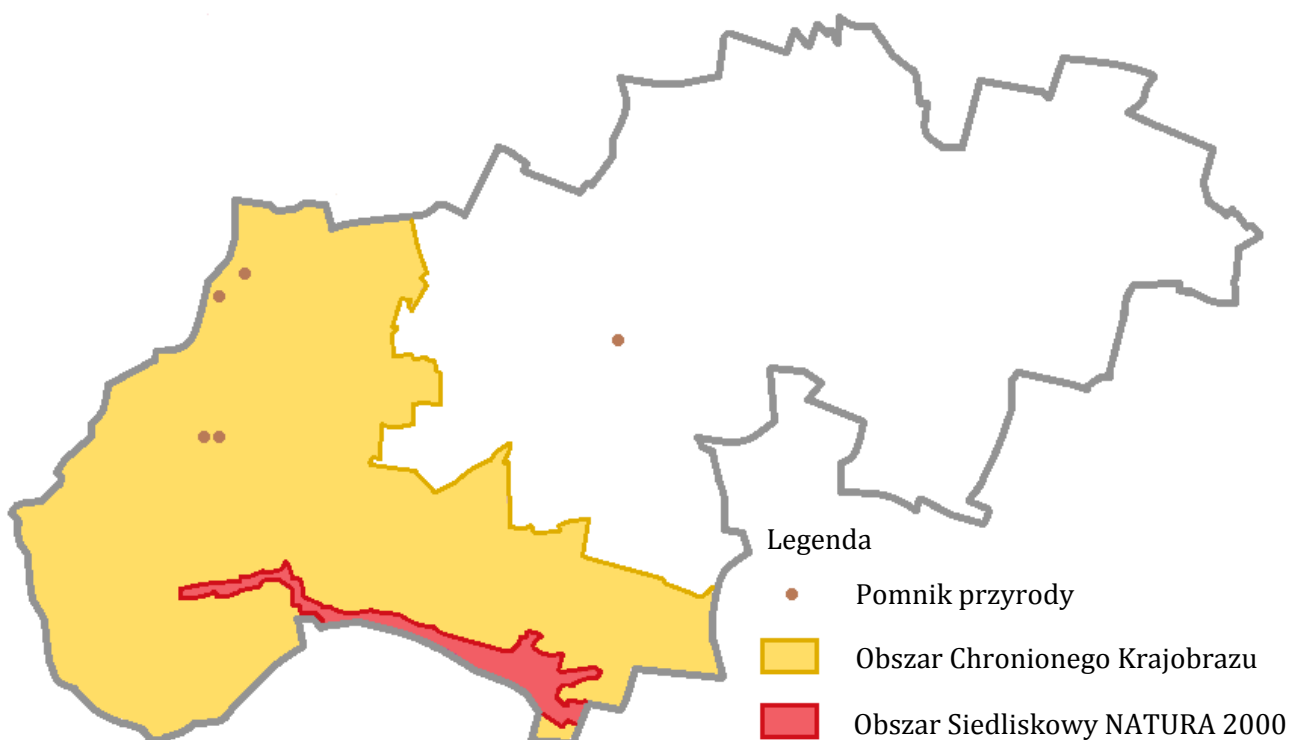 Legenda
Pomnik przyrody
Obszar Chronionego Krajobrazu
Obszar Siedliskowy NATURA 2000